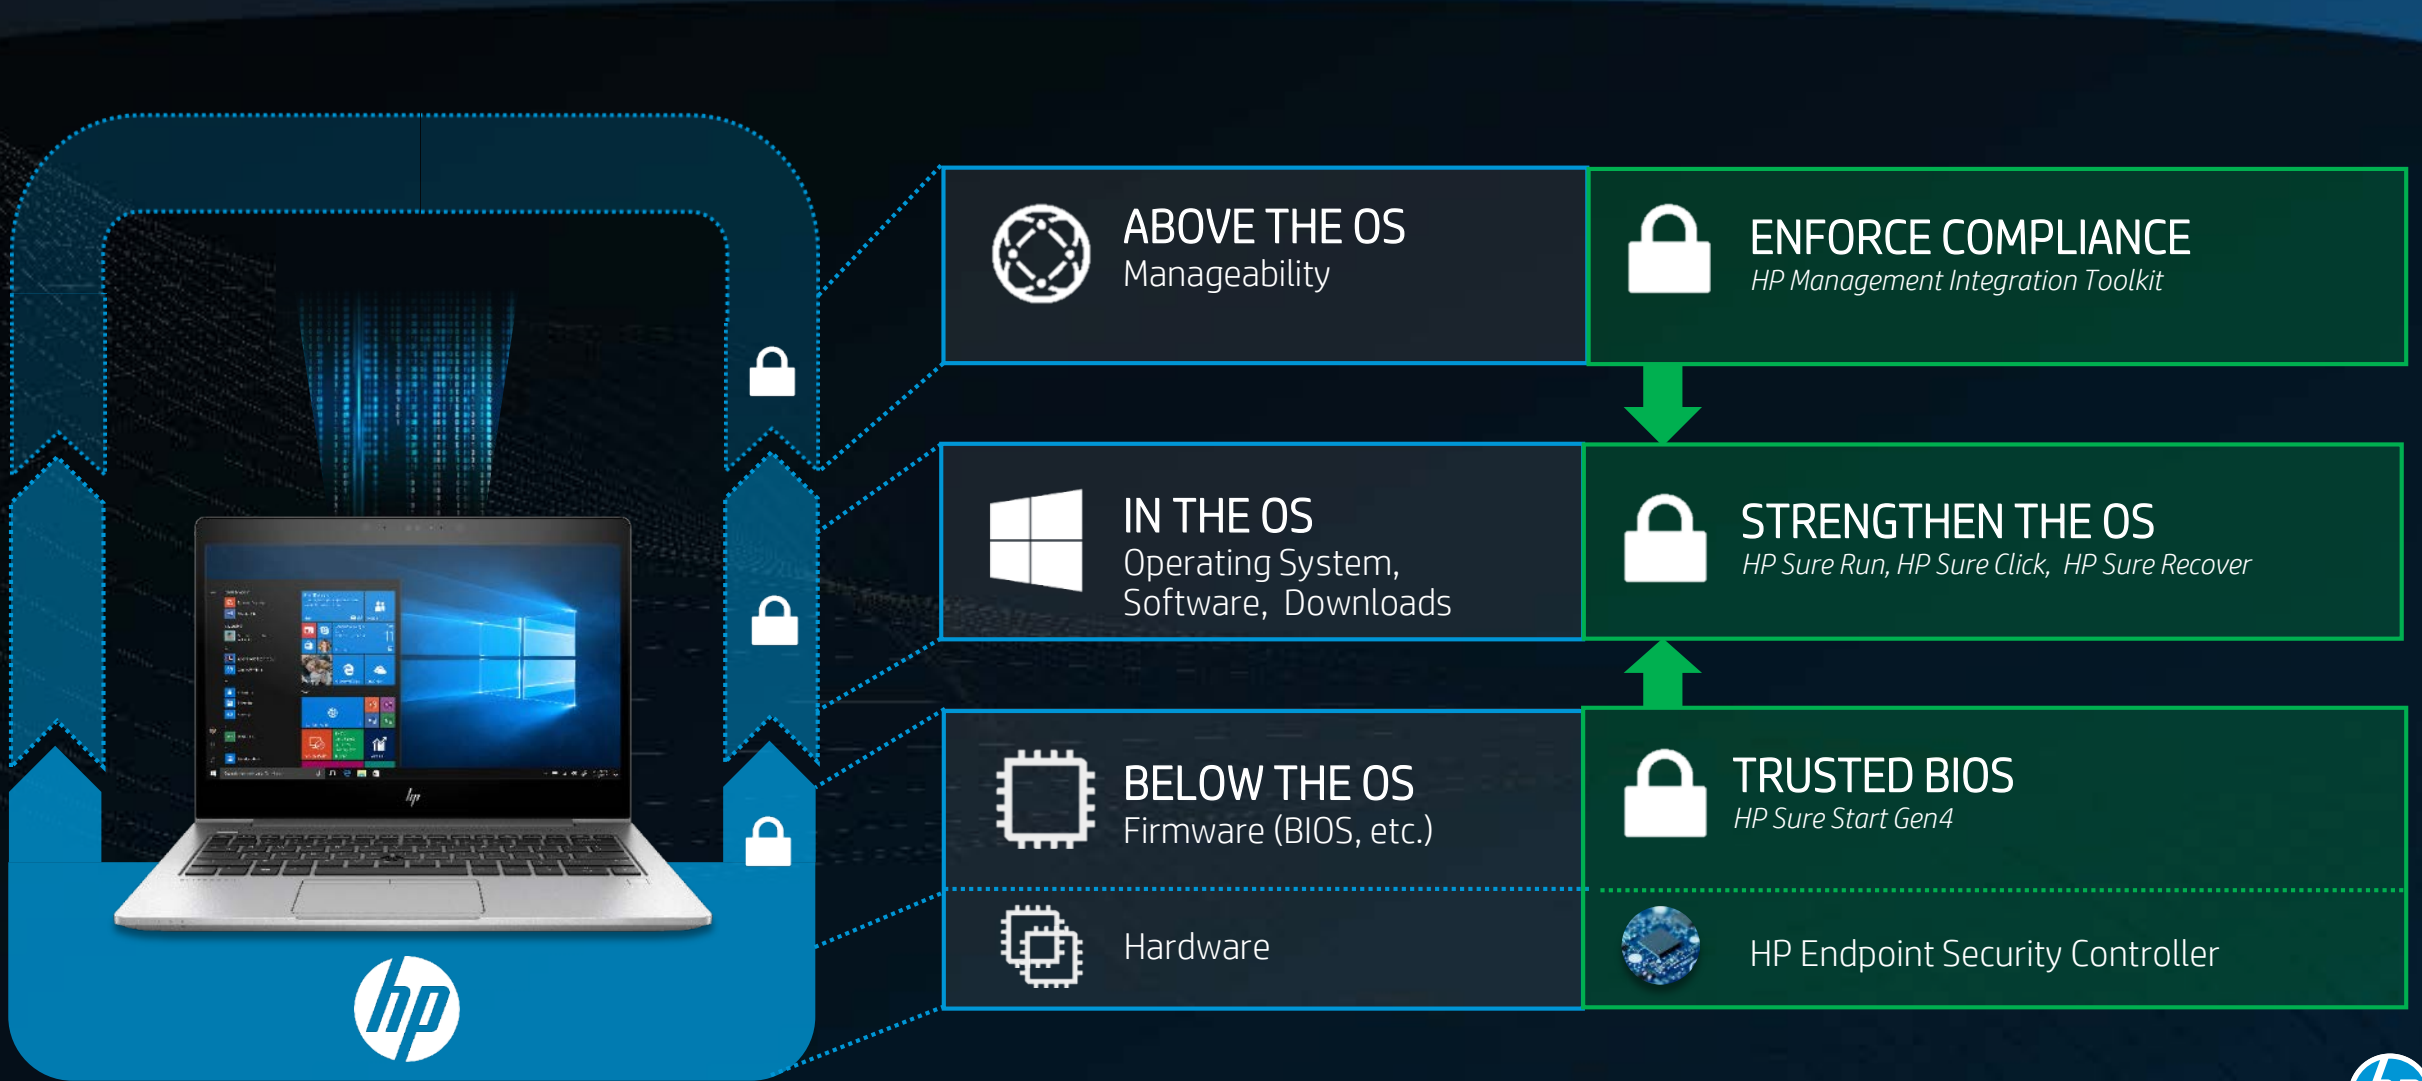 ABOVE THE OS
Manageability
ENFORCE COMPLIANCE
HP Management Integration Toolkit
IN THE OS
Operating System,
Software, Downloads
STRENGTHEN THE OS
HP Sure Run, HP Sure Click, HP Sure Recover
BELOW THE OS
Firmware (BIOS, etc.)
TRUSTED BIOS
HP Sure Start Gen4
Hardware
HP Endpoint Security Controller
hp
hp